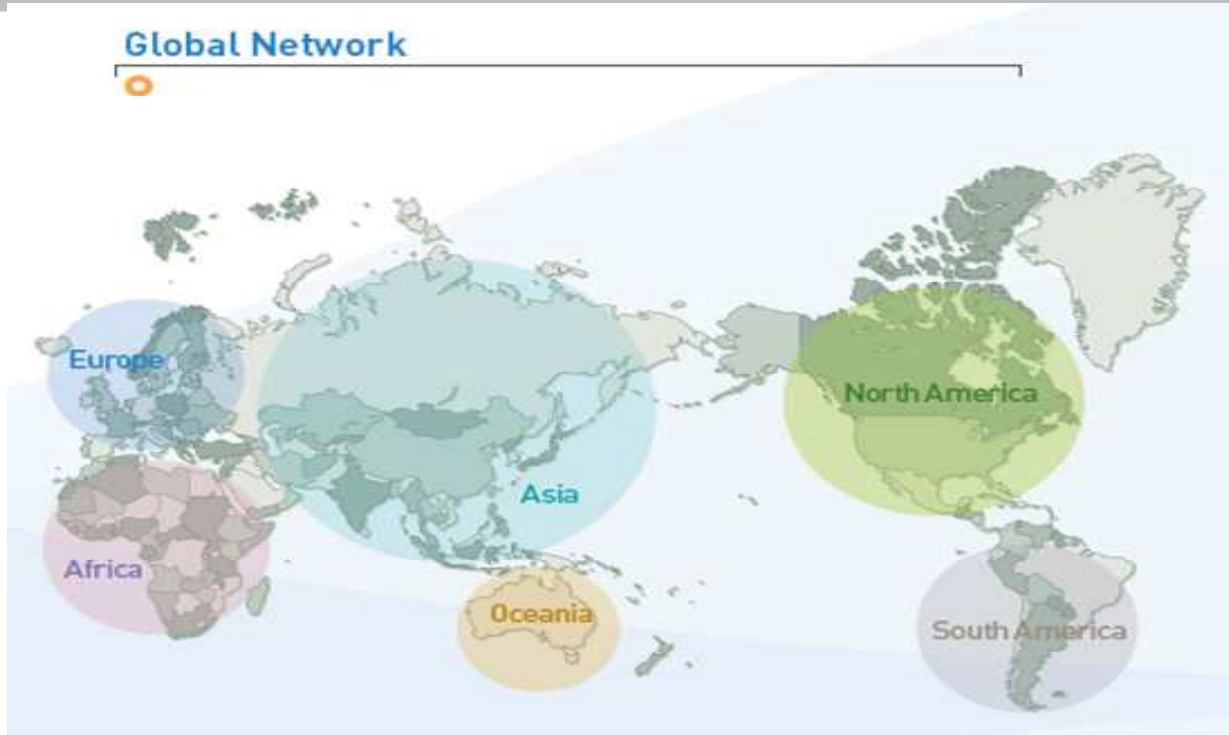 Global Network
Europe
North America
Asia
Africa
Oceania
South America